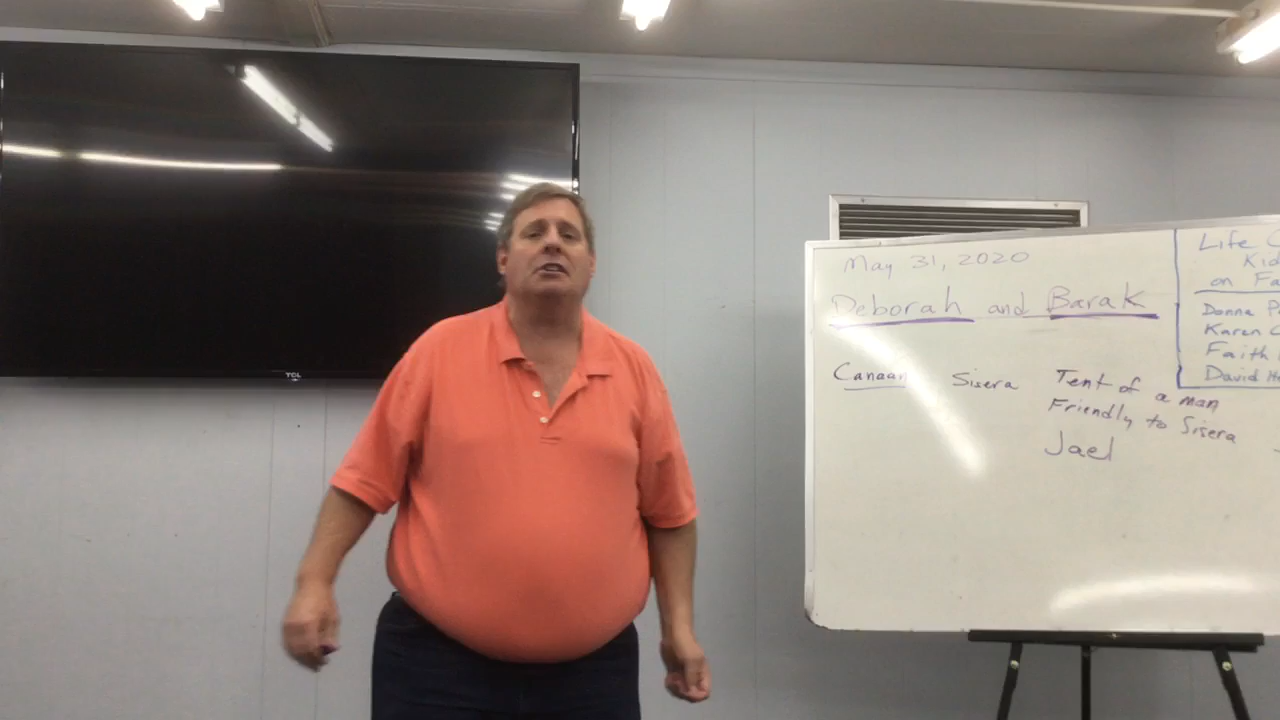 TCL
May 31, 2020
Deborah and Barak
Canaan Sisera
Tent of a man
Friendly to Sisera
Jael
Life
Kid
on Fa
Donna P
Karen C
Faith
David H